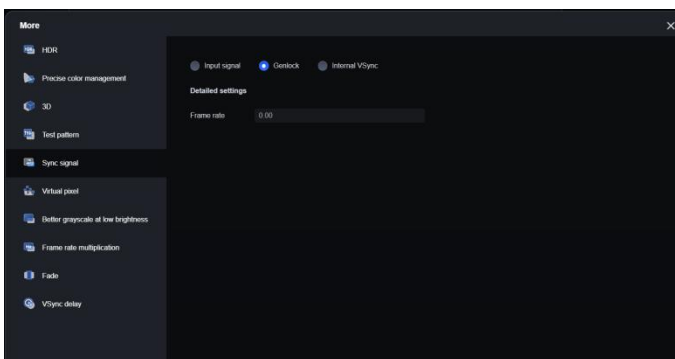 More
HDR
Precise color management
3D
Test pattern
Sync signal
Virtual pixel
Better grayscale at low brightness
Frame rate multiplication
Fade
VSync delay
Input signal Genlock Internal VSync
Detailed settings
Frame rate 0.00